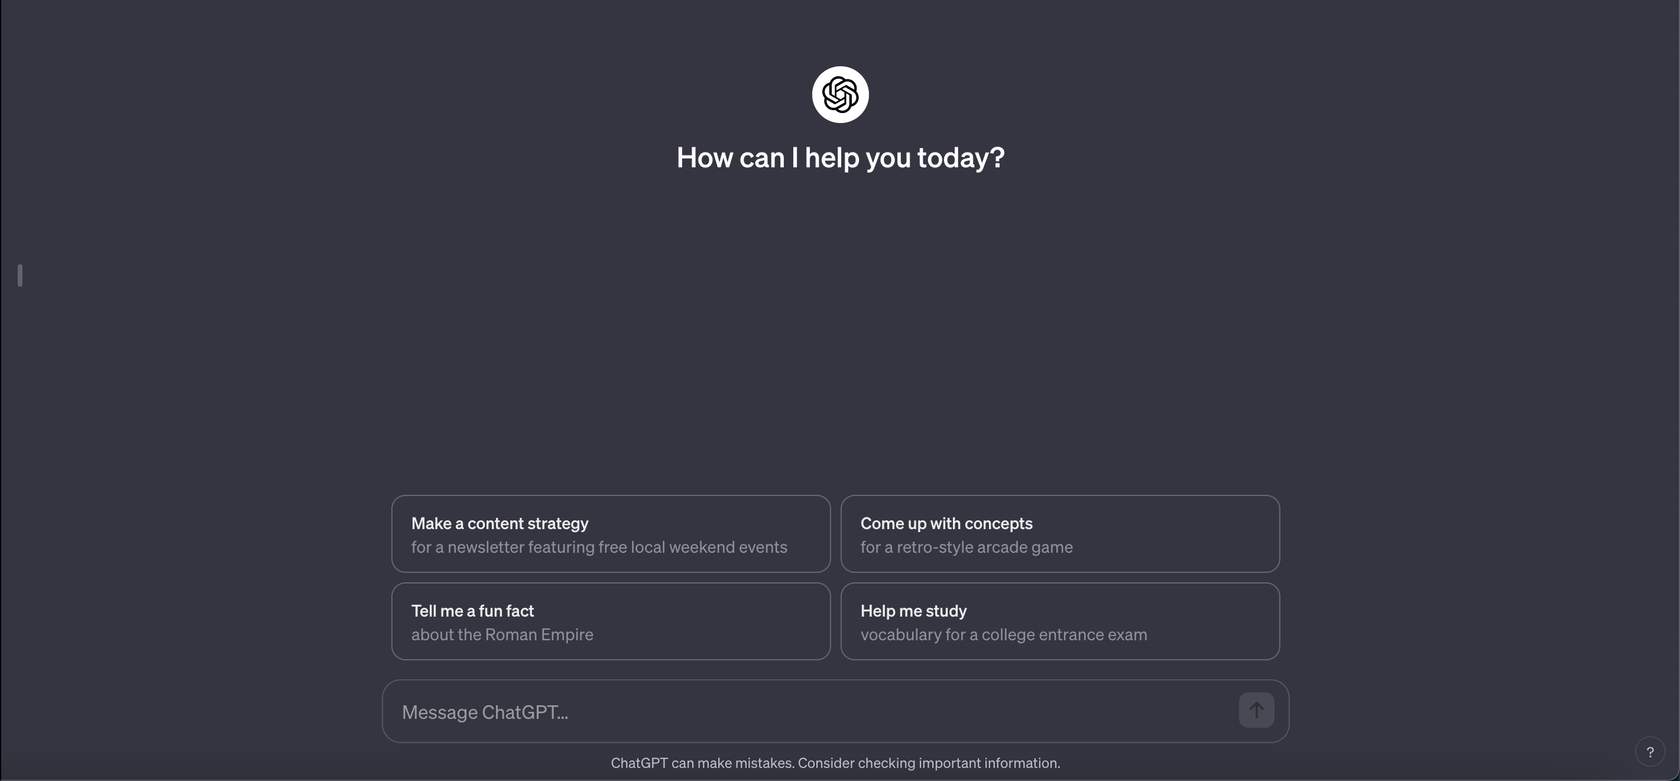 How can I help you today?
Make a content strategy
for a newsletter featuring free local weekend events
Come up with concepts
for a retro-style arcade game
Tell me a fun fact
about the Roman Empire
Help me study
vocabulary for a college entrance exam
Message ChatGPT...
ChatGPT can make mistakes. Consider checking important information.
?